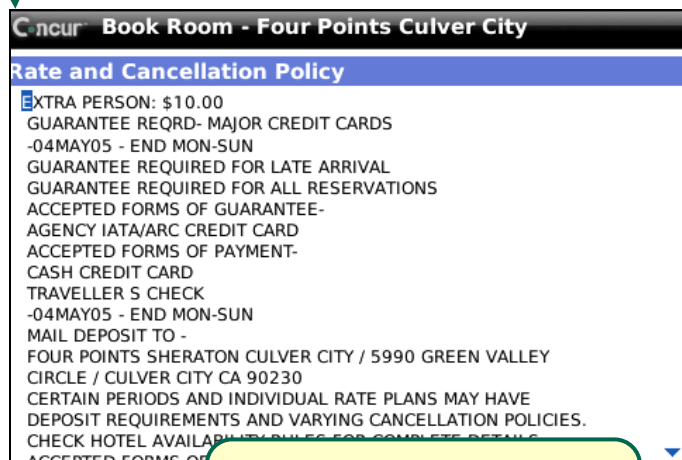 Concur Book Room - Four Points Culver City
Rate and Cancellation Policy
EXTRA PERSON: $10.00
GUARANTEE REQRD- MAJOR CREDIT CARDS
-04MAY05 - END MON-SUN
GUARANTEE REQUIRED FOR LATE ARRIVAL
GUARANTEE REQUIRED FOR ALL RESERVATIONS
ACCEPTED FORMS OF GUARANTEE-
AGENCY IATA/ARC CREDIT CARD
ACCEPTED FORMS OF PAYMENT-
CASH CREDIT CARD
TRAVELLER S CHECK
-04MAY05 - END MON-SUN
MAIL DEPOSIT TO -
FOUR POINTS SHERATON CULVER CITY / 5990 GREEN VALLEY
CIRCLE / CULVER CITY CA 90230
CERTAIN PERIODS AND INDIVIDUAL RATE PLANS MAY HAVE
DEPOSIT REQUIREMENTS AND VARYING CANCELLATION POLICIES.
CHECK HOTEL AVAILABILITY RULES FOR COMPLETE DETAILS
ACCEPTED FORMS OF